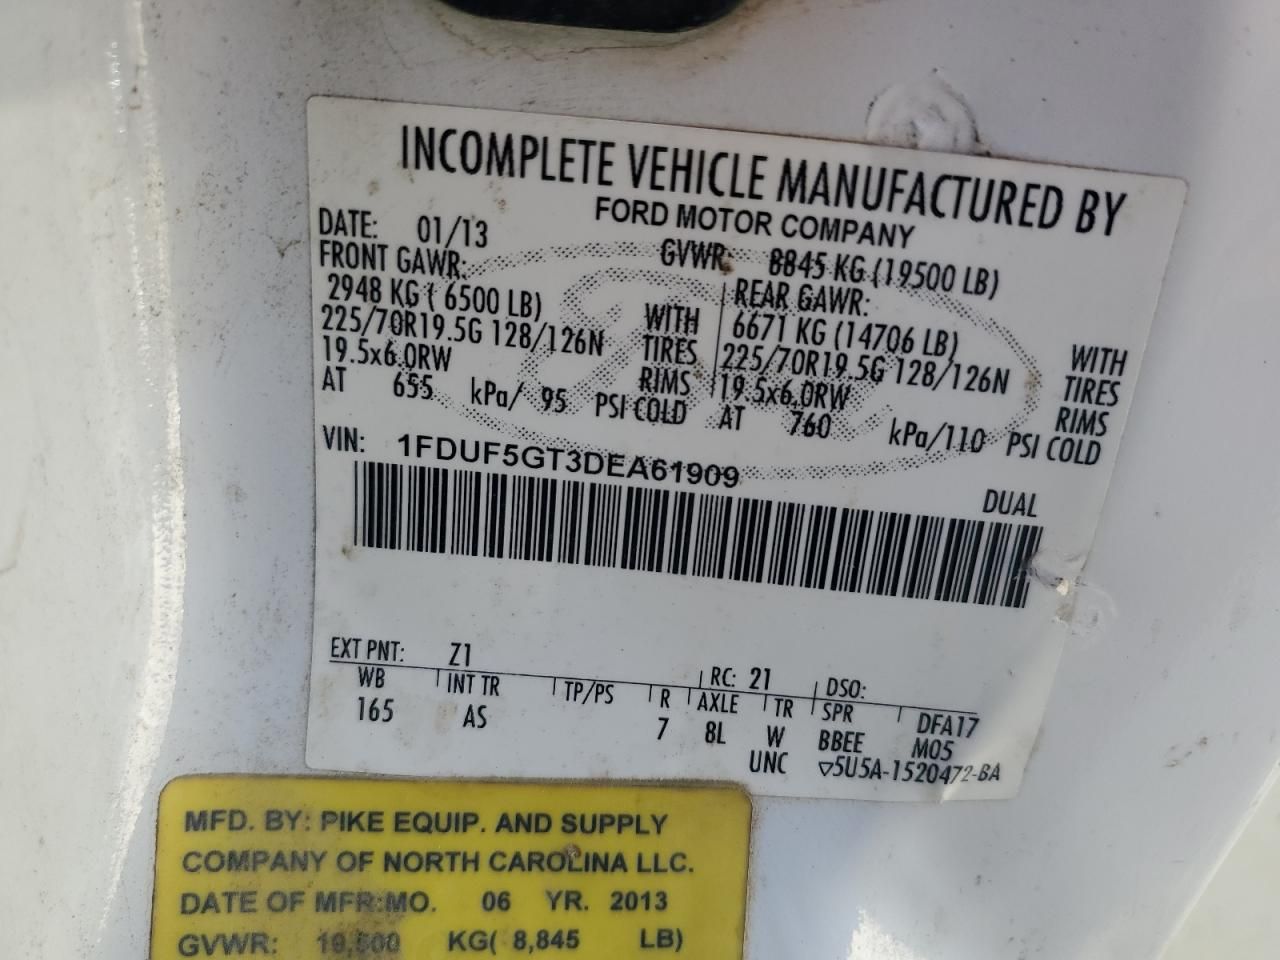 INCOMPLETE VEHICLE MANUFACTURED BY
FORD MOTOR COMPANY
DATE: 01/13 GVWR: 8845 KG (19500 LB)
FRONT GAWR: REAR GAWR:
2948 KG ( 6500 LB) WITH 6671 KG (14706 LB) WITH
225/70R19.5G 128/126N TIRES 225/70R19.5G 128/126N TIRES
19.5x6.0RW RIMS 19.5x6.0RW RIMS
AT 655 kPa/ 95 PSI COLD AT 760 kPa/110 PSI COLD
VIN: 1FDUF5GT3DEA61909
DUAL
EXT PNT: Z1 RC: 21 DSO:
WB INT TR TP/PS R AXLE TR SPR DFA17
165 AS 7 8L W BBEE M05
UNC ▽5U5A-1520472-BA
MFD. BY: PIKE EQUIP. AND SUPPLY
COMPANY OF NORTH CAROLINA LLC.
DATE OF MFR:MO. 06 YR. 2013
GVWR: 19,500 KG( 8,845 LB)